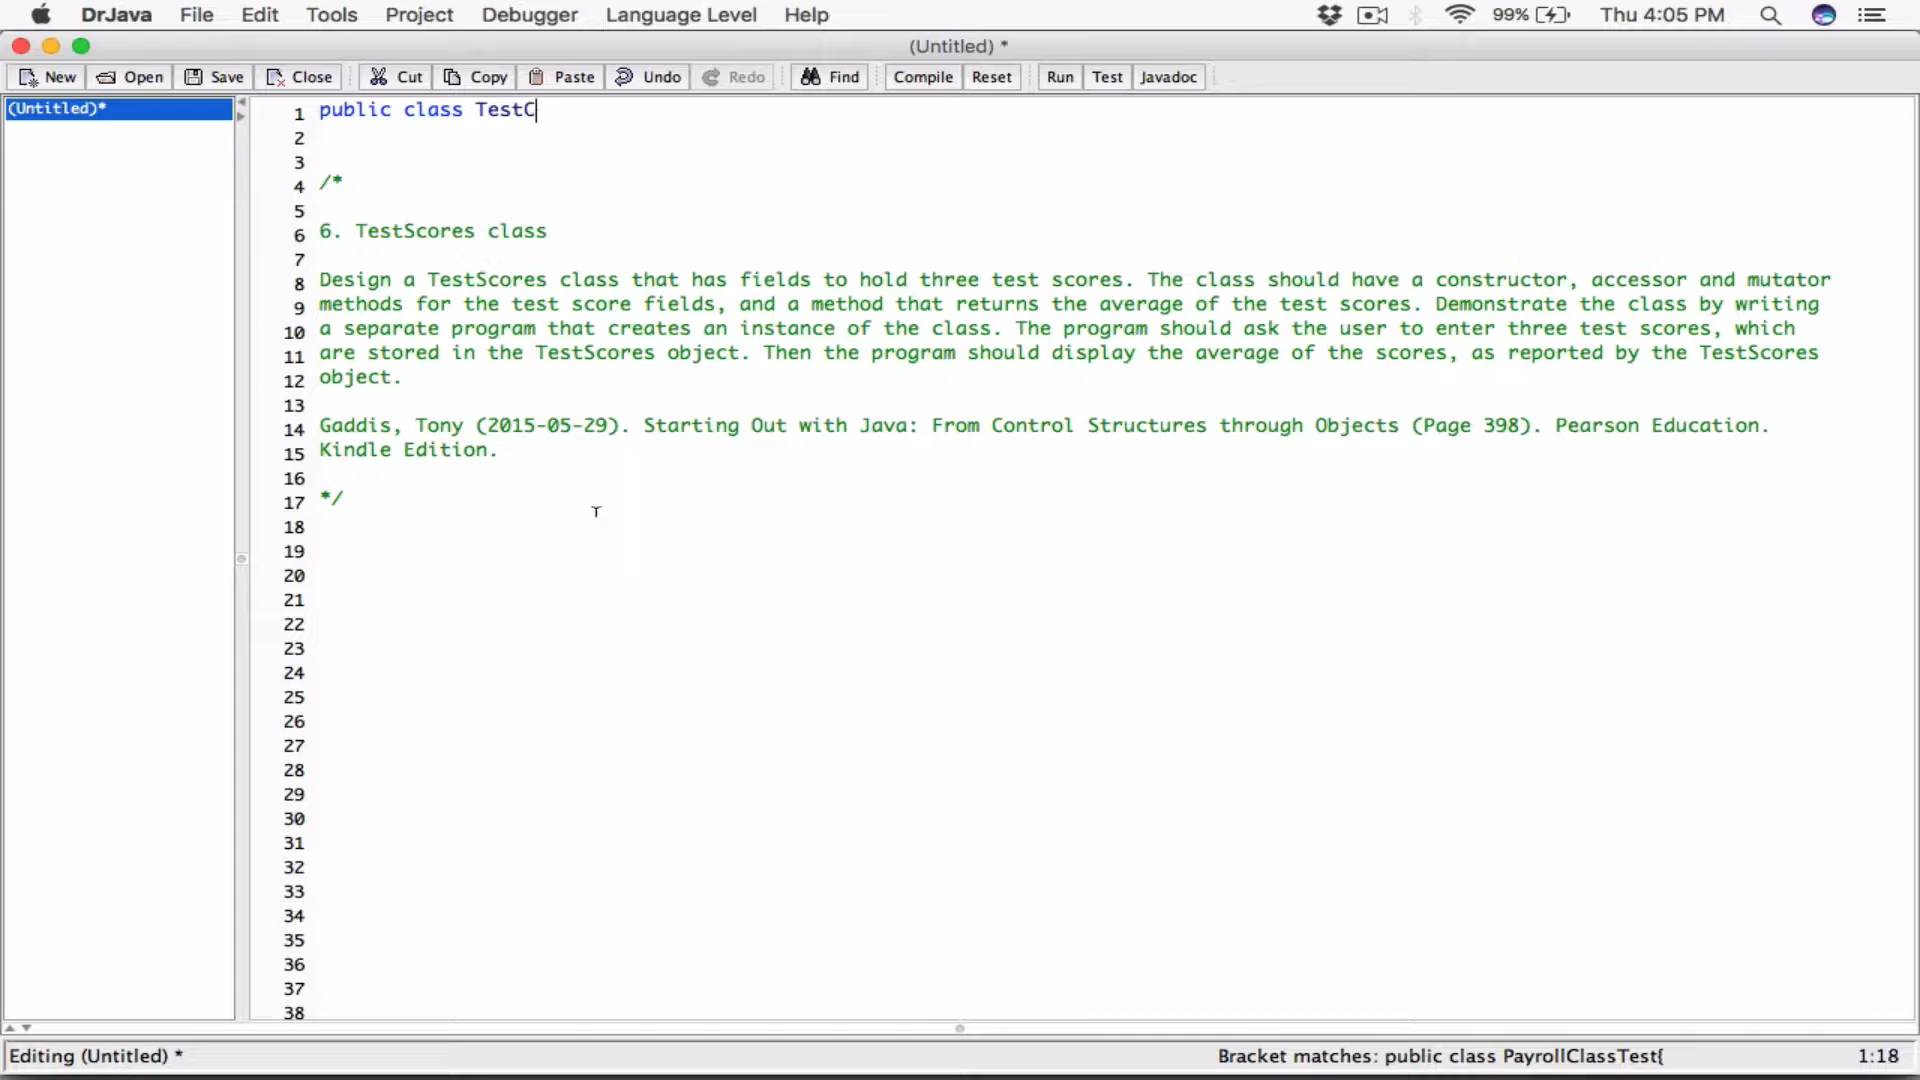 DrJava File Edit Tools Project Debugger Language Level Help 99% Thu 4:05 PM
(Untitled) *
New Open Save Close Cut Copy Paste Undo Redo Find Compile Reset Run Test Javadoc
(Untitled)*
1 public class TestC
2
3
4 /*
5
6 6. TestScores class
7
8 Design a TestScores class that has fields to hold three test scores. The class should have a constructor, accessor and mutator
9 methods for the test score fields, and a method that returns the average of the test scores. Demonstrate the class by writing
10 a separate program that creates an instance of the class. The program should ask the user to enter three test scores, which
11 are stored in the TestScores object. Then the program should display the average of the scores, as reported by the TestScores
12 object.
13
14 Gaddis, Tony (2015-05-29). Starting Out with Java: From Control Structures through Objects (Page 398). Pearson Education.
15 Kindle Edition.
16
17 */
18
19
20
21
22
23
24
25
26
27
28
29
30
31
32
33
34
35
36
37
38
Editing (Untitled) * Bracket matches: public class PayrollClassTest{ 1:18